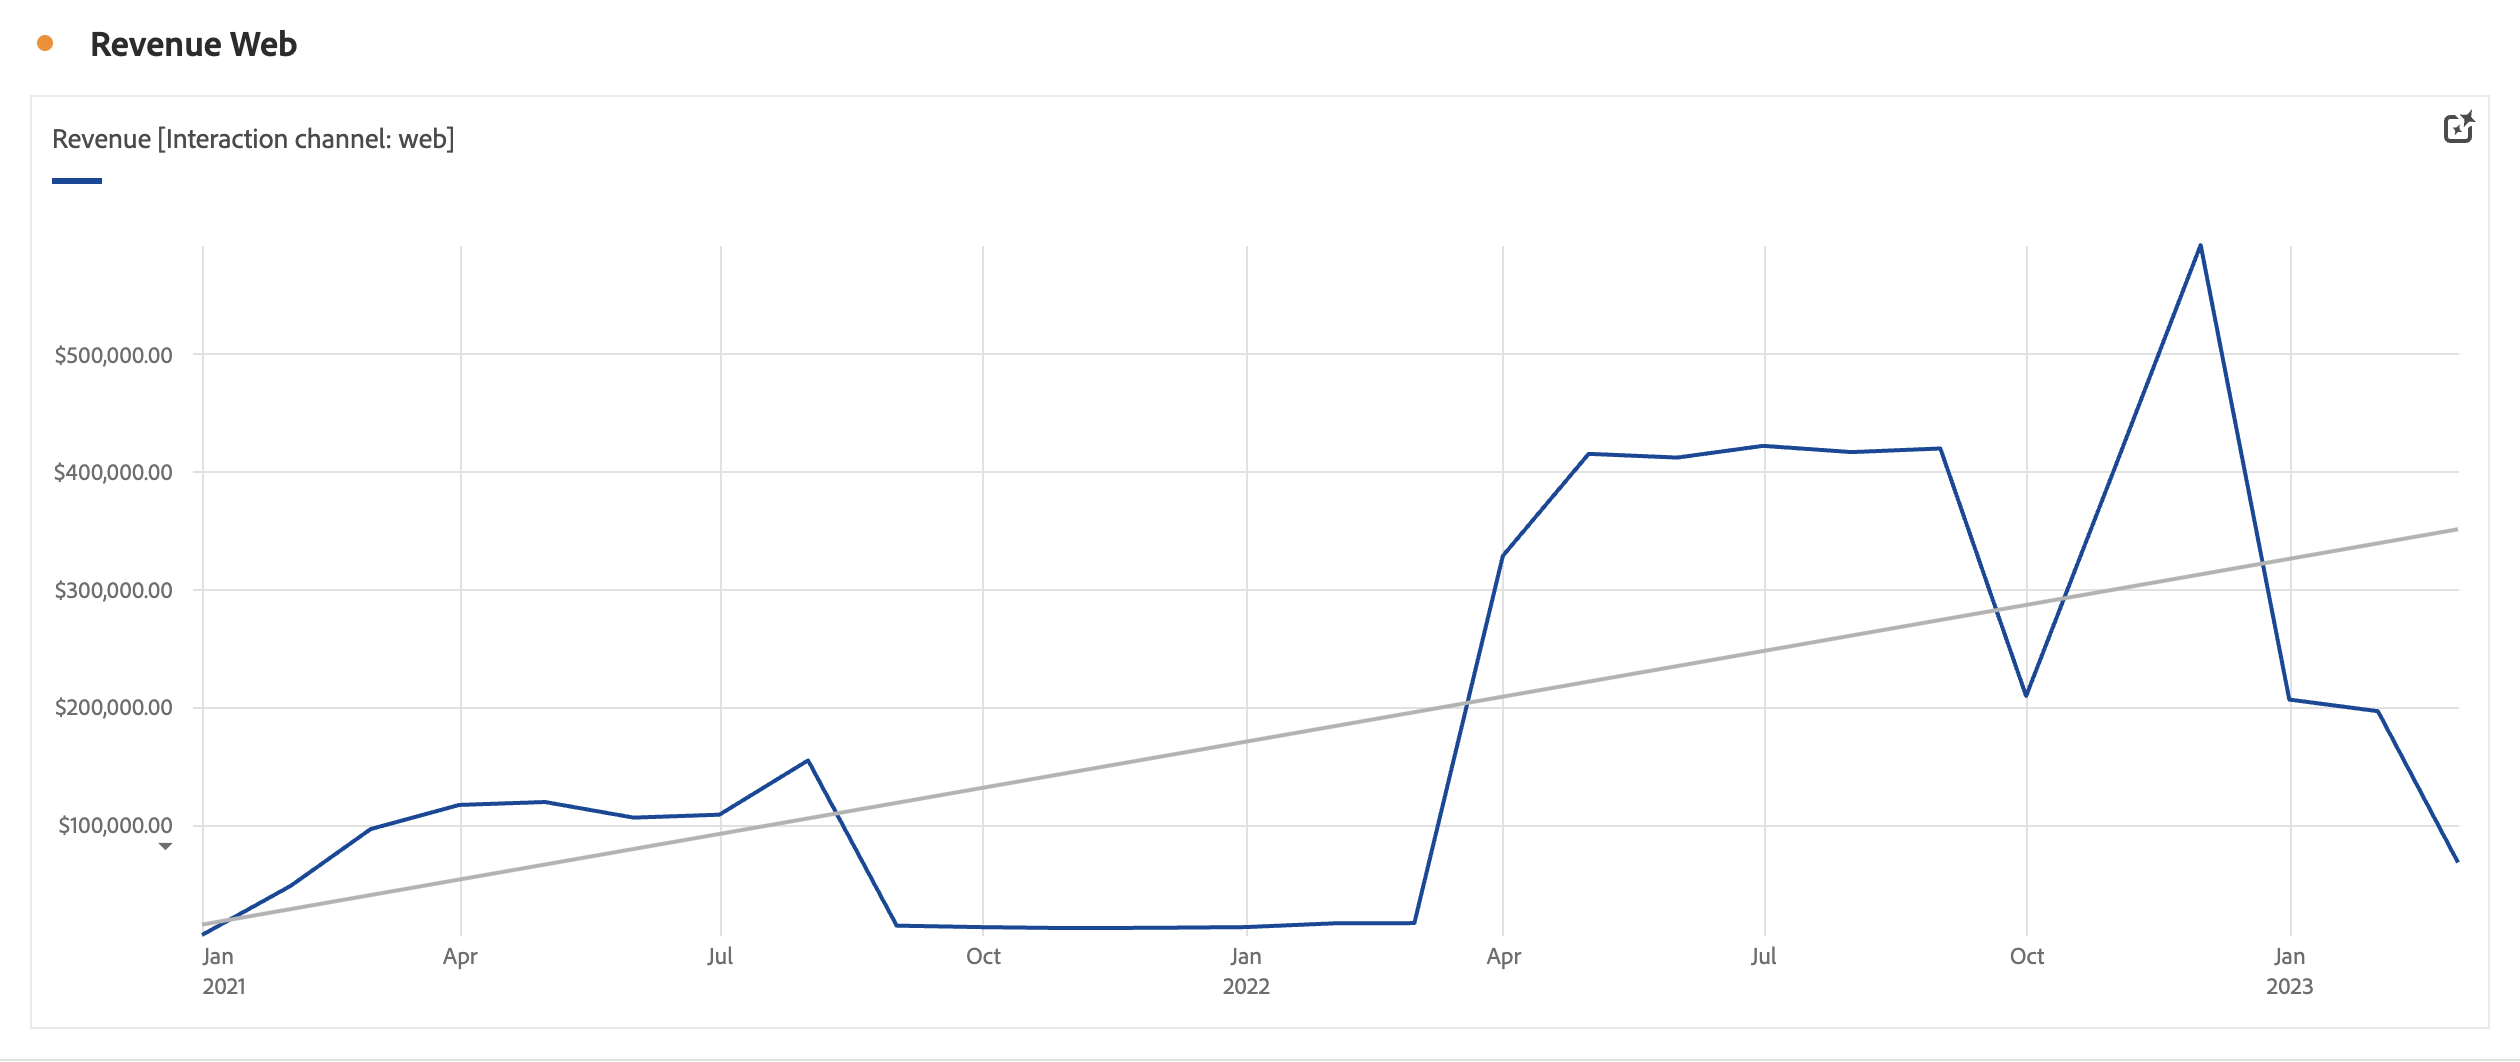 Revenue Web
Revenue [Interaction channel: web]
$500,000.00
$400,000.00
$300,000.00
$200,000.00
$100,000.00
Jan Apr Jul Oct Jan Apr Jul Oct Jan
2021 2022 2023